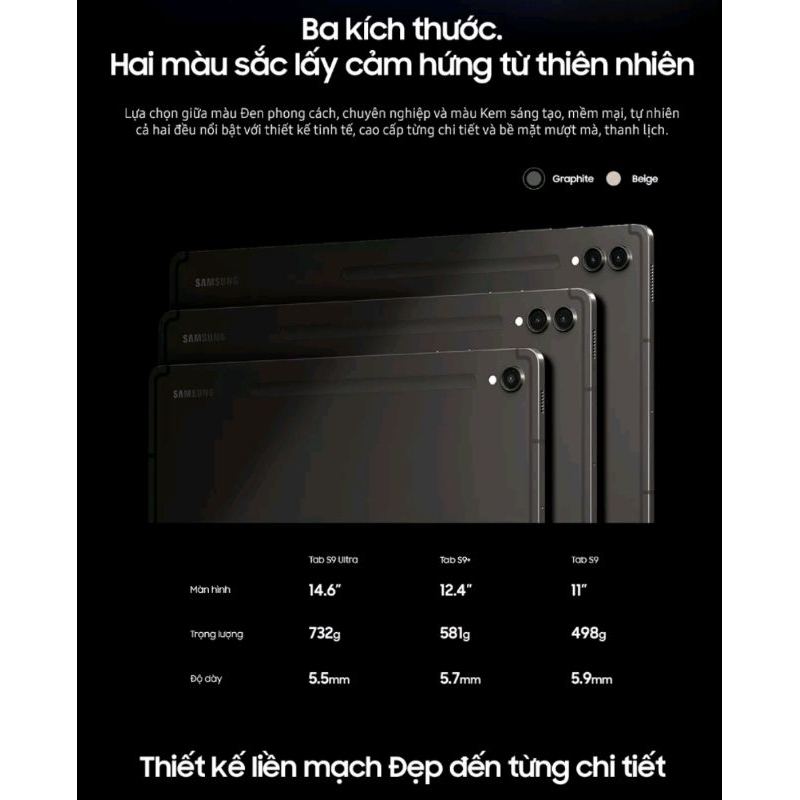 Ba kích thước.
Hai màu sắc lấy cảm hứng từ thiên nhiên
Lựa chọn giữa màu Đen phong cách, chuyên nghiệp và màu Kem sáng tạo, mềm mại, tự nhiên
cả hai đều nổi bật với thiết kế tinh tế, cao cấp từng chi tiết và bề mặt mượt mà, thanh lịch.
Graphite Beige
SAMSUNG
SAMSUNG
SAMSUNG
Tab S9 Ultra Tab S9+ Tab S9
Màn hình 14.6" 12.4" 11"
Trọng lượng 732g 581g 498g
Độ dày 5.5mm 5.7mm 5.9mm
Thiết kế liền mạch Đẹp đến từng chi tiết